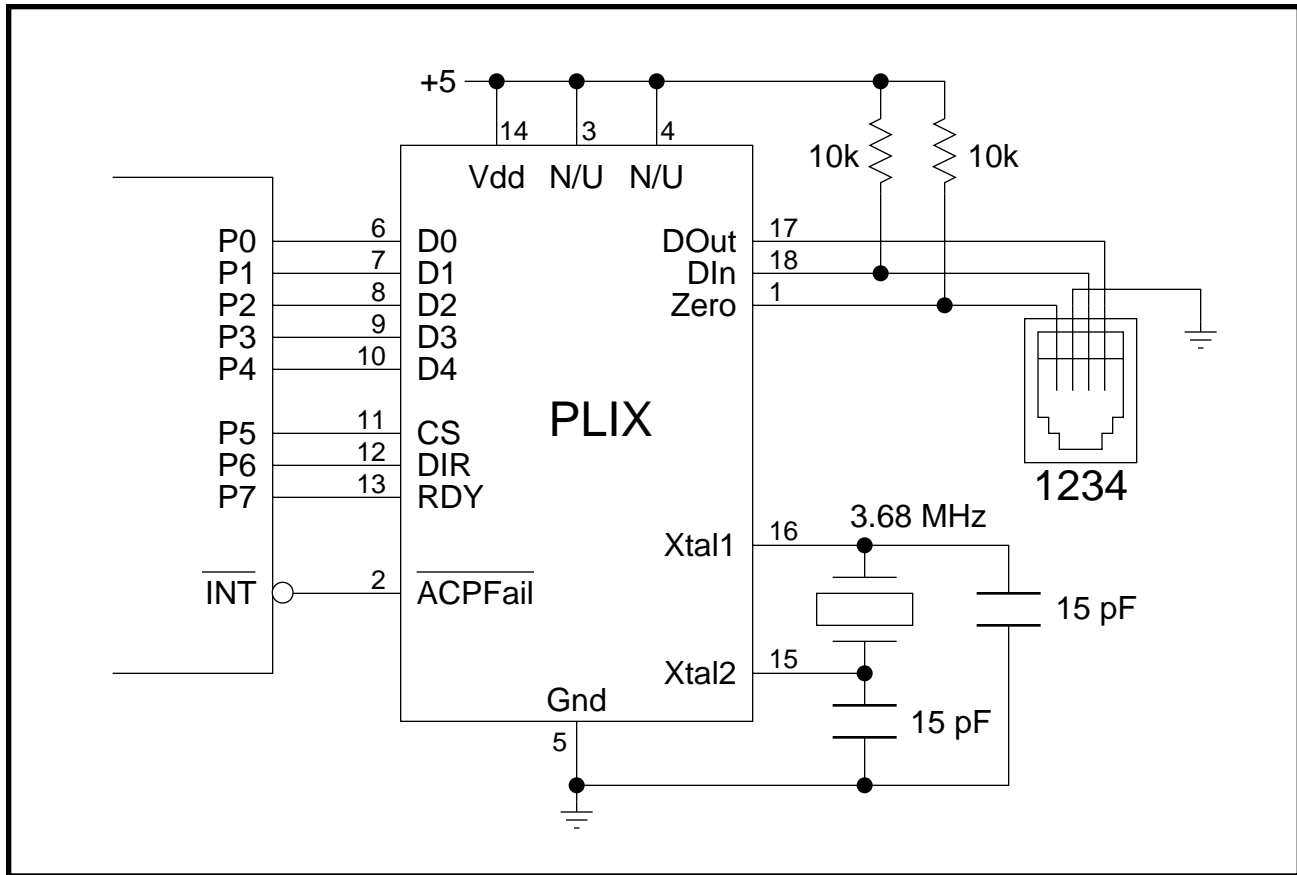 +5
14 3 4
10k 10k
Vdd N/U N/U
P0 6 D0 DOut 17
P1 7 D1 DIn 18
P2 8 D2 Zero 1
P3 9 D3
P4 10 D4
PLIX
P5 11 CS
P6 12 DIR
P7 13 RDY
1234
3.68 MHz
Xtal1 16
INT 2 ACPFail
15 pF
Xtal2 15
Gnd
15 pF
5